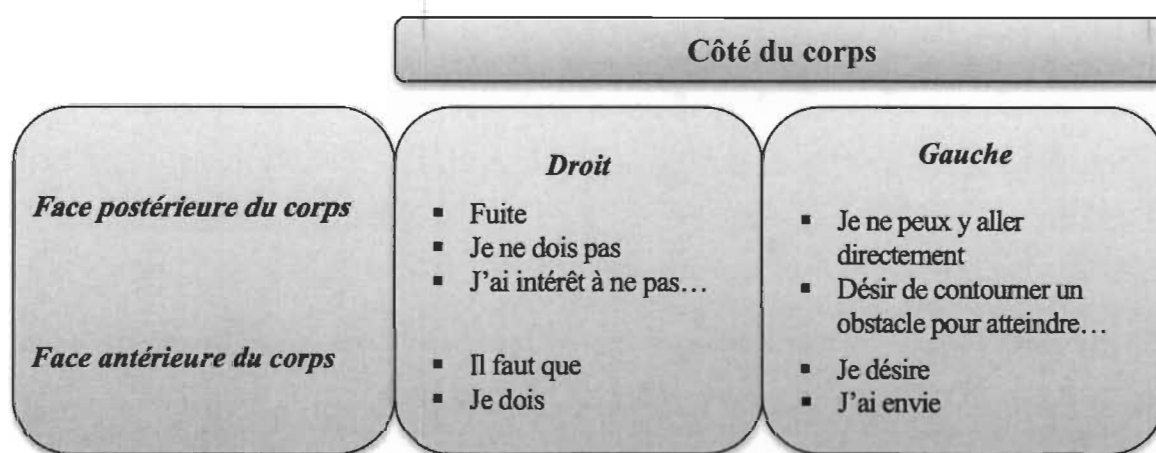 Côté du corps
Droit
Gauche
Face postérieure du corps
▪ Fuite
▪ Je ne dois pas
▪ J'ai intérêt à ne pas…
▪ Je ne peux y aller
directement
▪ Désir de contourner un
obstacle pour atteindre…
Face antérieure du corps
▪ Il faut que
▪ Je dois
▪ Je désire
▪ J'ai envie